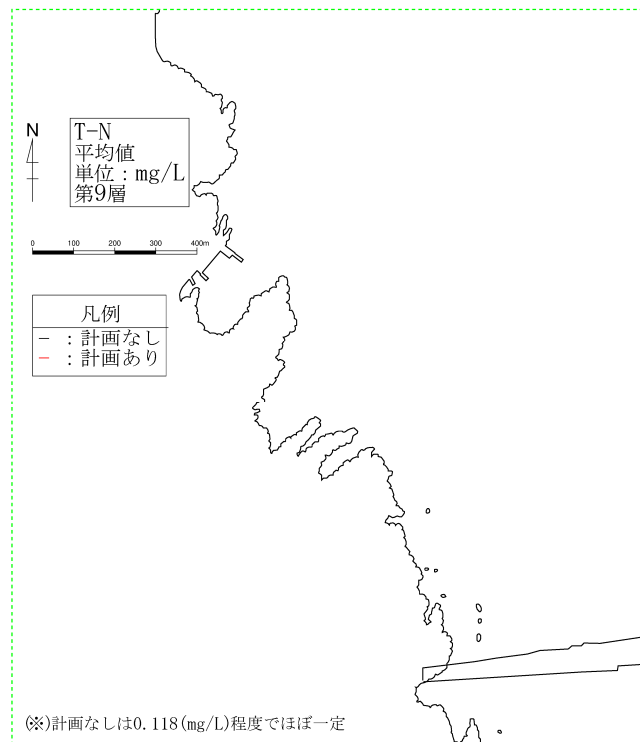 N
T-N
平均値
単位：mg/L
第9層
0 100 200 300 400m
凡例
− ：計画なし
− ：計画あり
(※)計画なしは0.118(mg/L)程度でほぼ一定